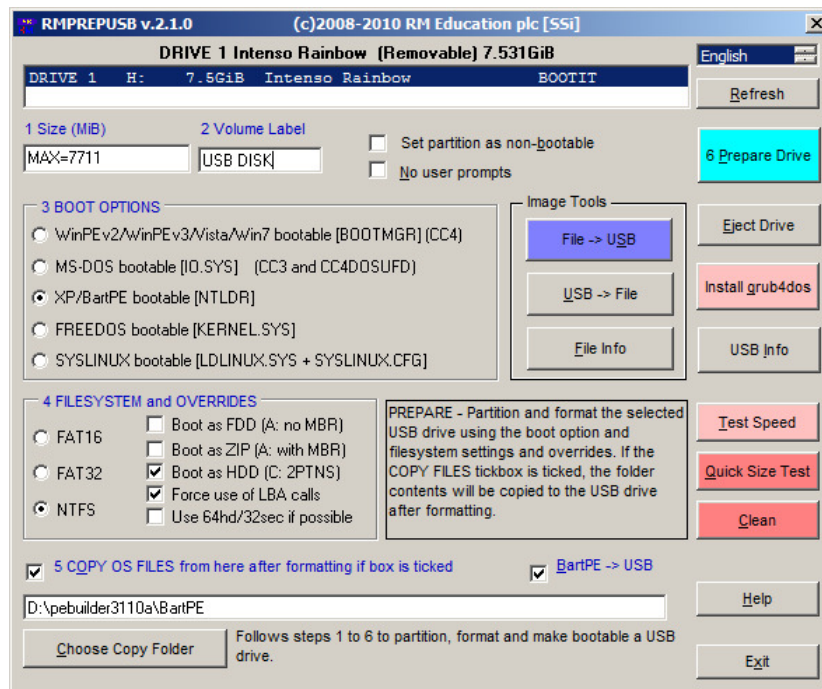 RMPREPUSB v.2.1.0 (c)2008-2010 RM Education plc [SSi]
DRIVE 1 Intenso Rainbow (Removable) 7.531GiB
English
DRIVE 1 H: 7.5GiB Intenso Rainbow BOOTIT
Refresh
1 Size (MiB) 2 Volume Label
MAX=7711 USB DISK
Set partition as non-bootable
No user prompts
6 Prepare Drive
3 BOOT OPTIONS
WinPEv2/WinPEv3/Vista/Win7 bootable [BOOTMGR] (CC4)
MS-DOS bootable [IO.SYS] (CC3 and CC4DOSUFD)
XP/BartPE bootable [NTLDR]
FREEDOS bootable [KERNEL.SYS]
SYSLINUX bootable [LDLINUX.SYS + SYSLINUX.CFG]
Image Tools
File -> USB
USB -> File
File Info
Eject Drive
Install grub4dos
USB Info
4 FILESYSTEM and OVERRIDES
FAT16
FAT32
NTFS
Boot as FDD (A: no MBR)
Boot as ZIP (A: with MBR)
Boot as HDD (C: 2PTNS)
Force use of LBA calls
Use 64hd/32sec if possible
PREPARE - Partition and format the selected
USB drive using the boot option and
filesystem settings and overrides. If the
COPY FILES tickbox is ticked, the folder
contents will be copied to the USB drive
after formatting.
Test Speed
Quick Size Test
Clean
5 COPY OS FILES from here after formatting if box is ticked
BartPE -> USB
D:\pebuilder3110a\BartPE
Help
Choose Copy Folder
Follows steps 1 to 6 to partition, format and make bootable a USB
drive.
Exit